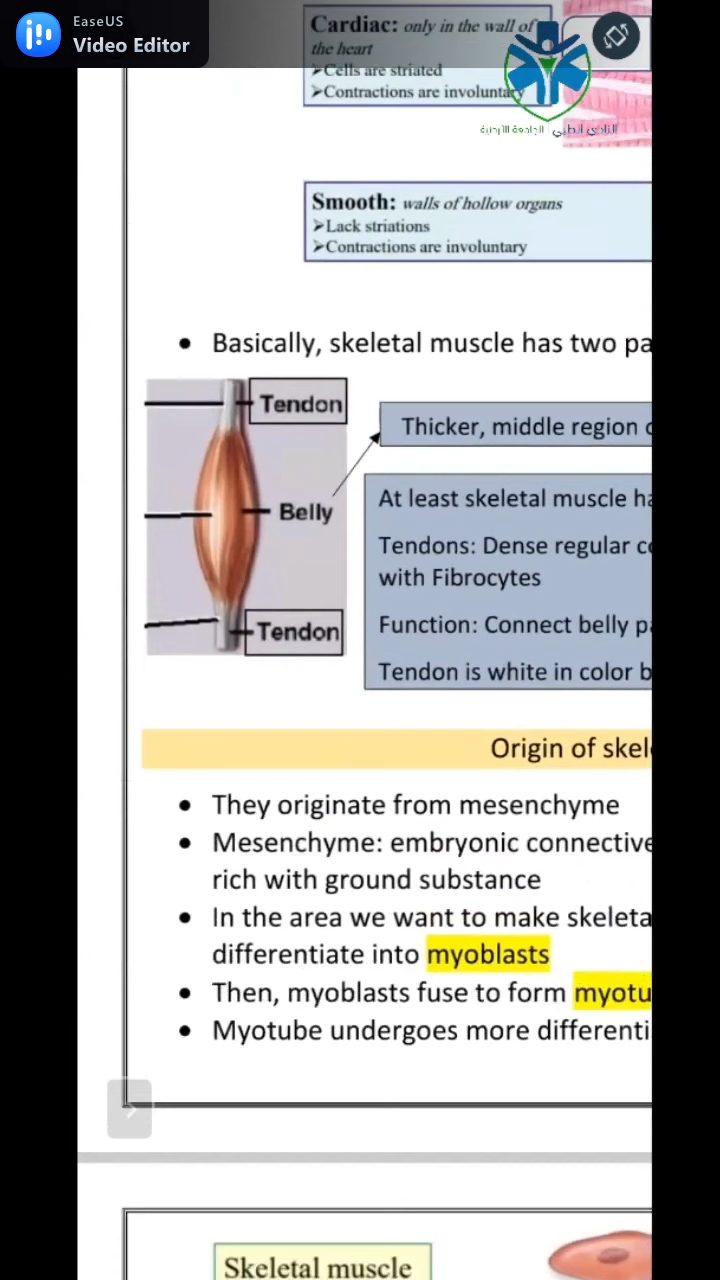 EaseUS
Video Editor
Cardiac: only in the wall of
the heart
➢Cells are striated
➢Contractions are involuntary
النادي الطبي | الجامعة الأردنية
Smooth: walls of hollow organs
➢Lack striations
➢Contractions are involuntary
• Basically, skeletal muscle has two pa
Tendon
Thicker, middle region
Belly
At least skeletal muscle ha
Tendons: Dense regular c
with Fibrocytes
Function: Connect belly p
Tendon
Tendon is white in color b
Origin of skel
• They originate from mesenchyme
• Mesenchyme: embryonic connective
rich with ground substance
• In the area we want to make skeleta
differentiate into myoblasts
• Then, myoblasts fuse to form myotu
• Myotube undergoes more differenti
Skeletal muscle